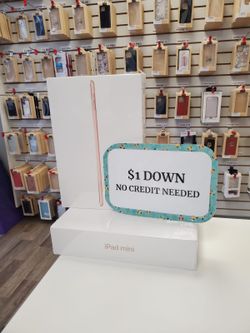 $1 DOWN
NO CREDIT NEEDED
iPad mini